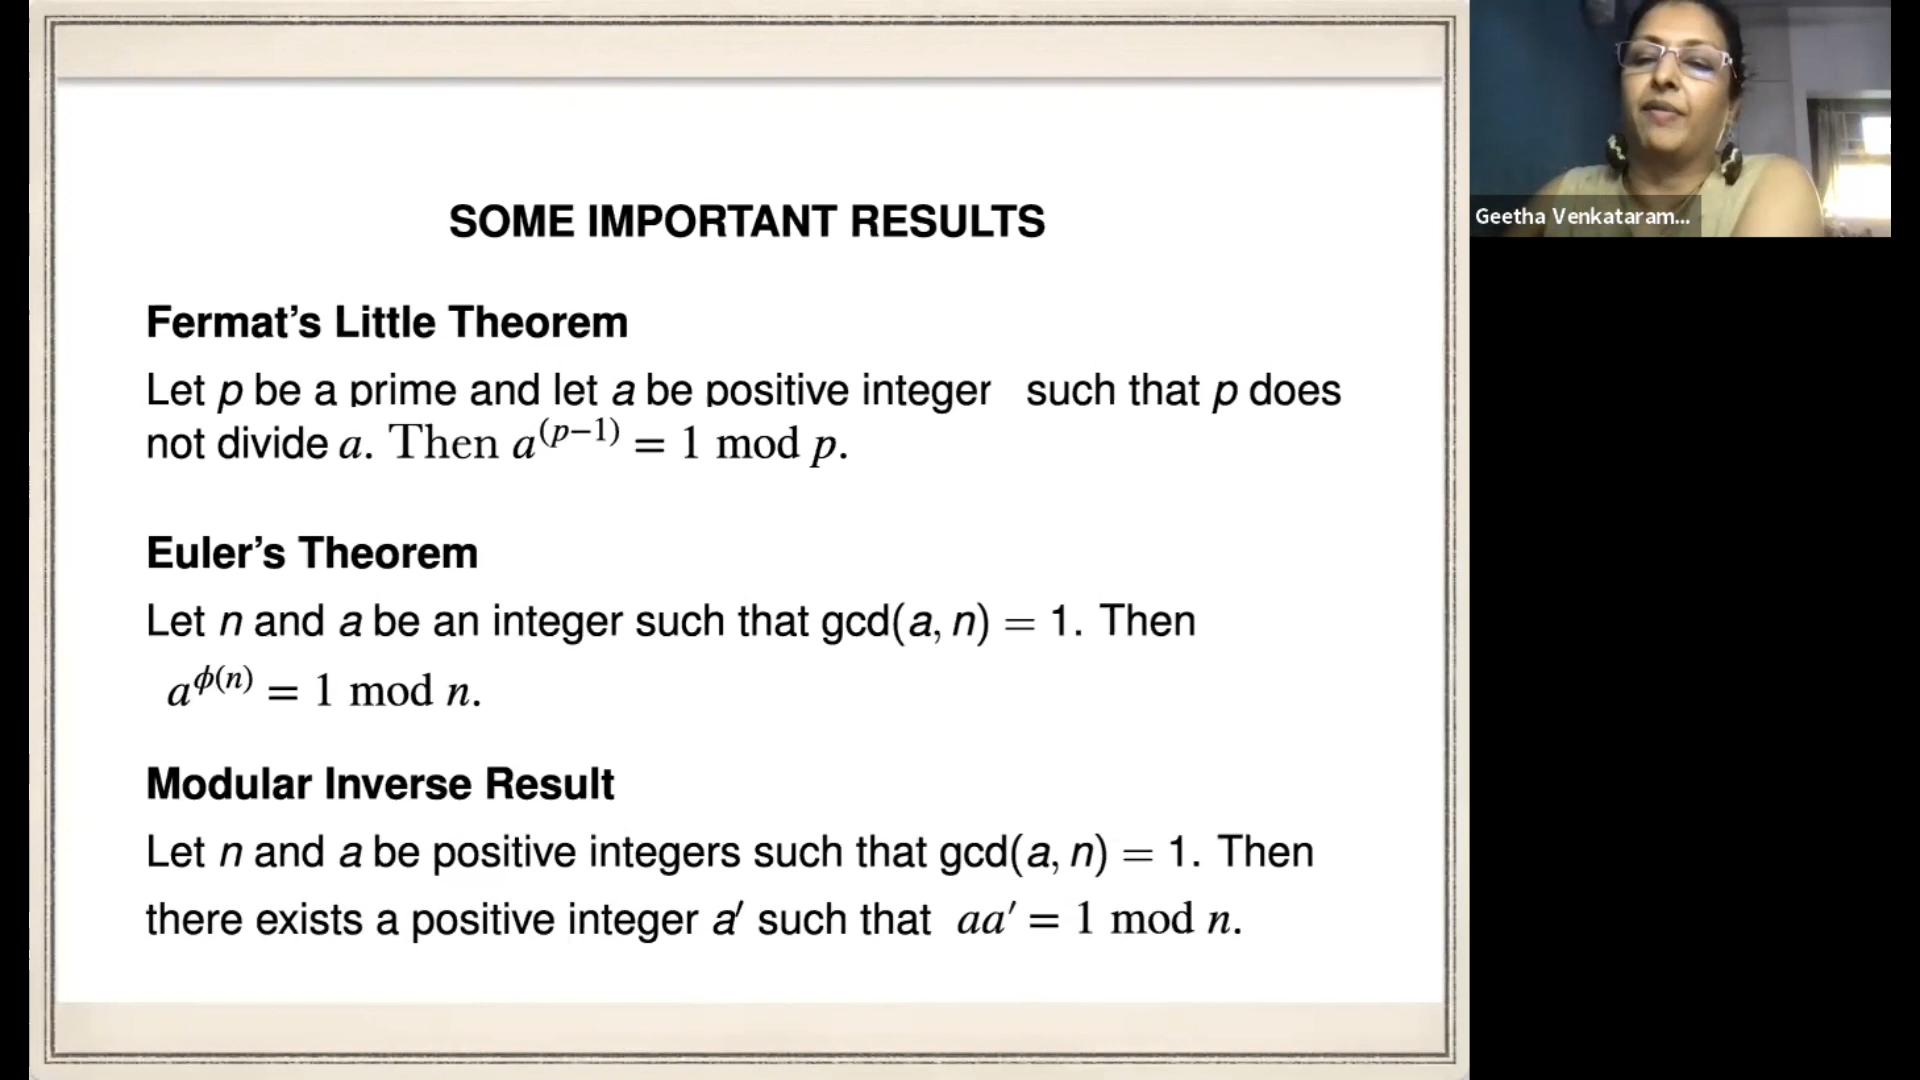 SOME IMPORTANT RESULTS
Fermat’s Little Theorem
Let p be a prime and let a be positive integer such that p does
not divide a. Then a^(p−1) = 1 mod p.
Euler’s Theorem
Let n and a be an integer such that gcd(a, n) = 1. Then
a^ϕ(n) = 1 mod n.
Modular Inverse Result
Let n and a be positive integers such that gcd(a, n) = 1. Then
there exists a positive integer a′ such that aa′ = 1 mod n.
Geetha Venkataram...